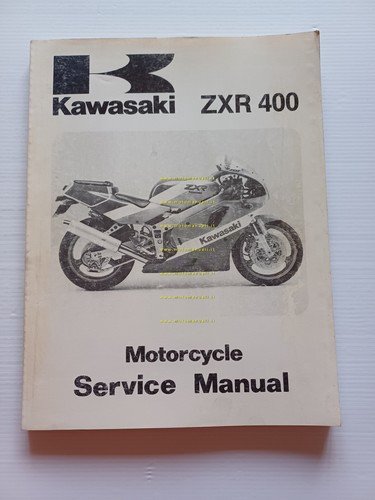 Kawasaki ZXR 400
ZXR
Kawasaki
Motorcycle
Service Manual